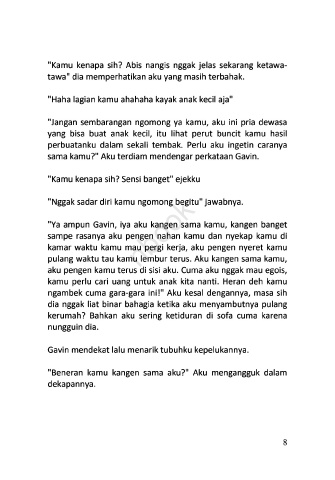 "Kamu kenapa sih? Abis nangis nggak jelas sekarang ketawa-
tawa" dia memperhatikan aku yang masih terbahak.
"Haha lagian kamu ahahaha kayak anak kecil aja"
"Jangan sembarangan ngomong ya kamu, aku ini pria dewasa
yang bisa buat anak kecil, itu lihat perut buncit kamu hasil
perbuatanku dalam sekali tembak. Perlu aku ingetin caranya
sama kamu?" Aku terdiam mendengar perkataan Gavin.
"Kamu kenapa sih? Sensi banget" ejekku
"Nggak sadar diri kamu ngomong begitu" jawabnya.
"Ya ampun Gavin, iya aku kangen sama kamu, kangen banget
sampe rasanya aku pengen nahan kamu dan nyekap kamu di
kamar waktu kamu mau pergi kerja, aku pengen nyeret kamu
pulang waktu tau kamu lembur terus. Aku kangen sama kamu,
aku pengen kamu terus di sisi aku. Cuma aku nggak mau egois,
kamu perlu cari uang untuk anak kita nanti. Heran deh kamu
ngambek cuma gara-gara ini!" Aku kesal dengannya, masa sih
dia nggak liat binar bahagia ketika aku menyambutnya pulang
kerumah? Bahkan aku sering ketiduran di sofa cuma karena
nungguin dia.
Gavin mendekat lalu menarik tubuhku kepelukannya.
"Beneran kamu kangen sama aku?" Aku mengangguk dalam
dekapannya.
8